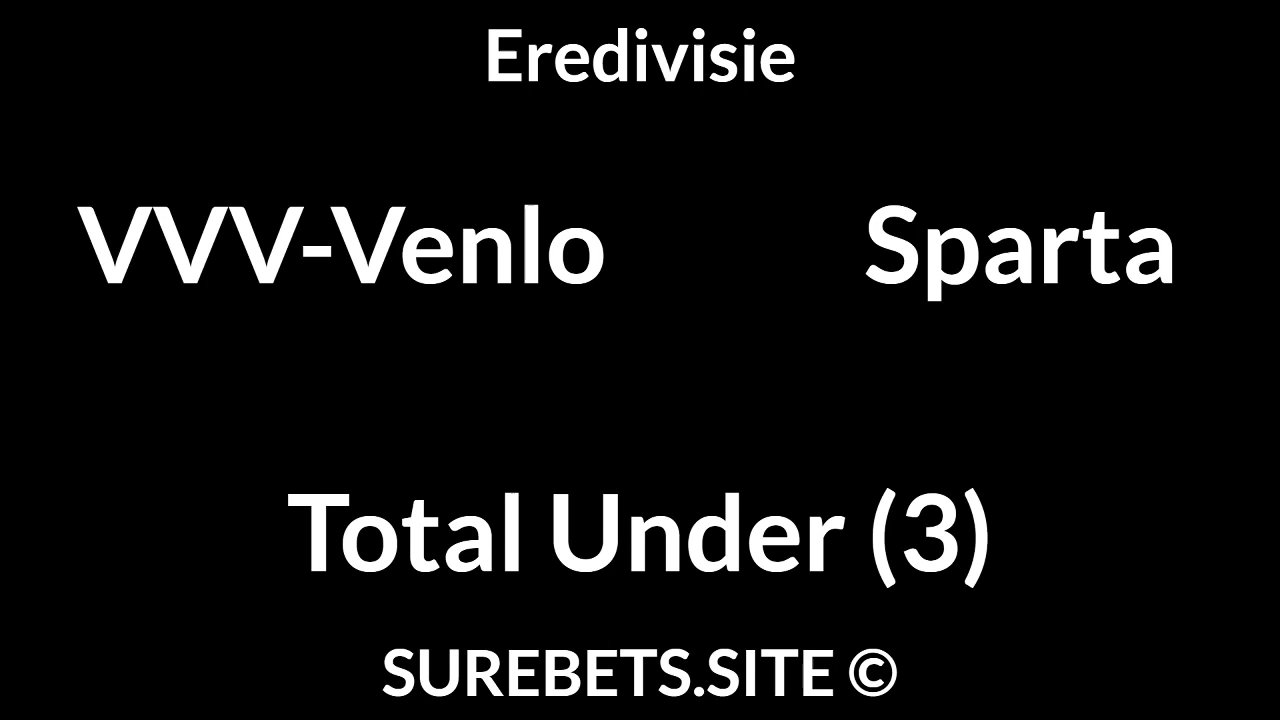 Eredivisie
VVV-Venlo Sparta
Total Under (3)
SUREBETS.SITE ©